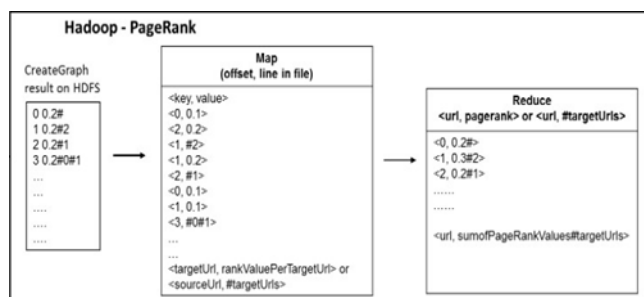 Hadoop - PageRank
CreateGraph
result on HDFS
0 0.2#
1 0.2#2
2 0.2#1
3 0.2#0#1
....
....
....
....
....
Map
(offset, line in file)
<key, value>
<0, 0.1>
<2, 0.2>
<1, #2>
<1, 0.2>
<2, #1>
<0, 0.1>
<1, 0.1>
<3, #0#1>
...
...
<targetUrl, rankValuePerTargetUrl> or
<sourceUrl, #targetUrls>
Reduce
<url, pagerank> or <url, #targetUrls>
<0, 0.2#>
<1, 0.3#2>
<2, 0.2#1>
......
......
<url, sumofPageRankValues#targetUrls>